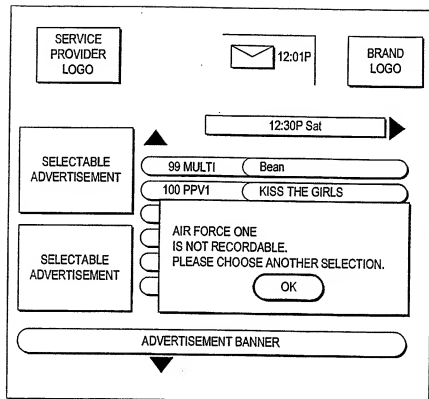 SERVICE
PROVIDER
LOGO
12:01P
BRAND
LOGO
12:30P Sat
SELECTABLE
ADVERTISEMENT
99 MULTI Bean
100 PPV1 KISS THE GIRLS
AIR FORCE ONE
IS NOT RECORDABLE.
PLEASE CHOOSE ANOTHER SELECTION.
OK
SELECTABLE
ADVERTISEMENT
ADVERTISEMENT BANNER